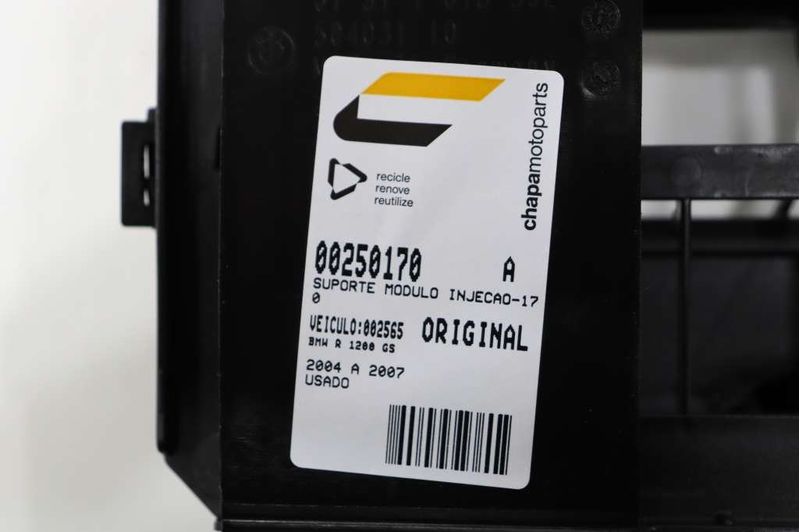 chapamotoparts
recicle
renove
reutilize
00250170 A
SUPORTE MODULO INJECAO-17
0
VEICULO:002565 ORIGINAL
BMW R 1200 GS
2004 A 2007
USADO